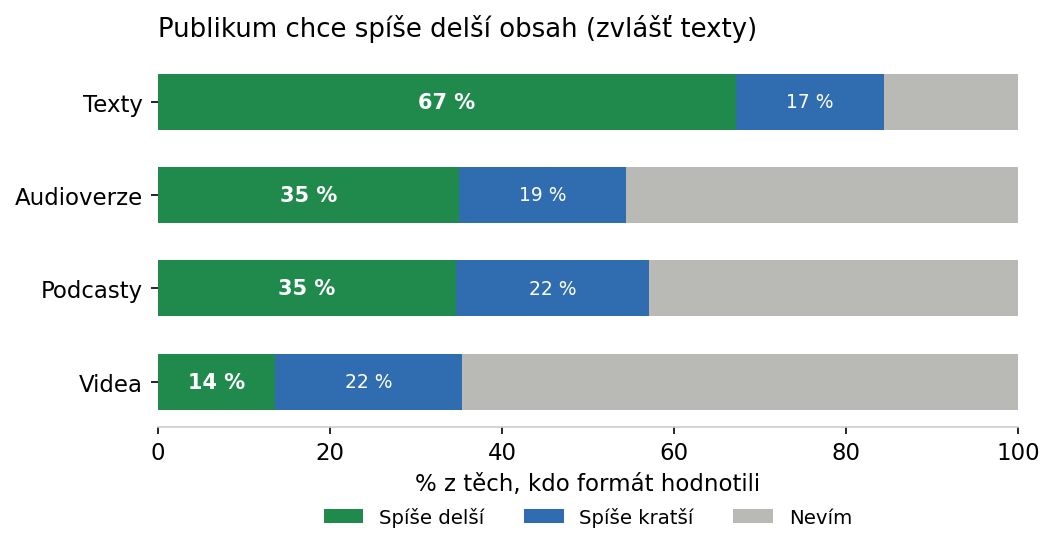 Publikum chce spíše delší obsah (zvlášť texty)
Texty 67 % 17 %
Audioverze 35 % 19 %
Podcasty 35 % 22 %
Videa 14 % 22 %
0 20 40 60 80 100
% z těch, kdo formát hodnotili
Spíše delší Spíše kratší Nevím